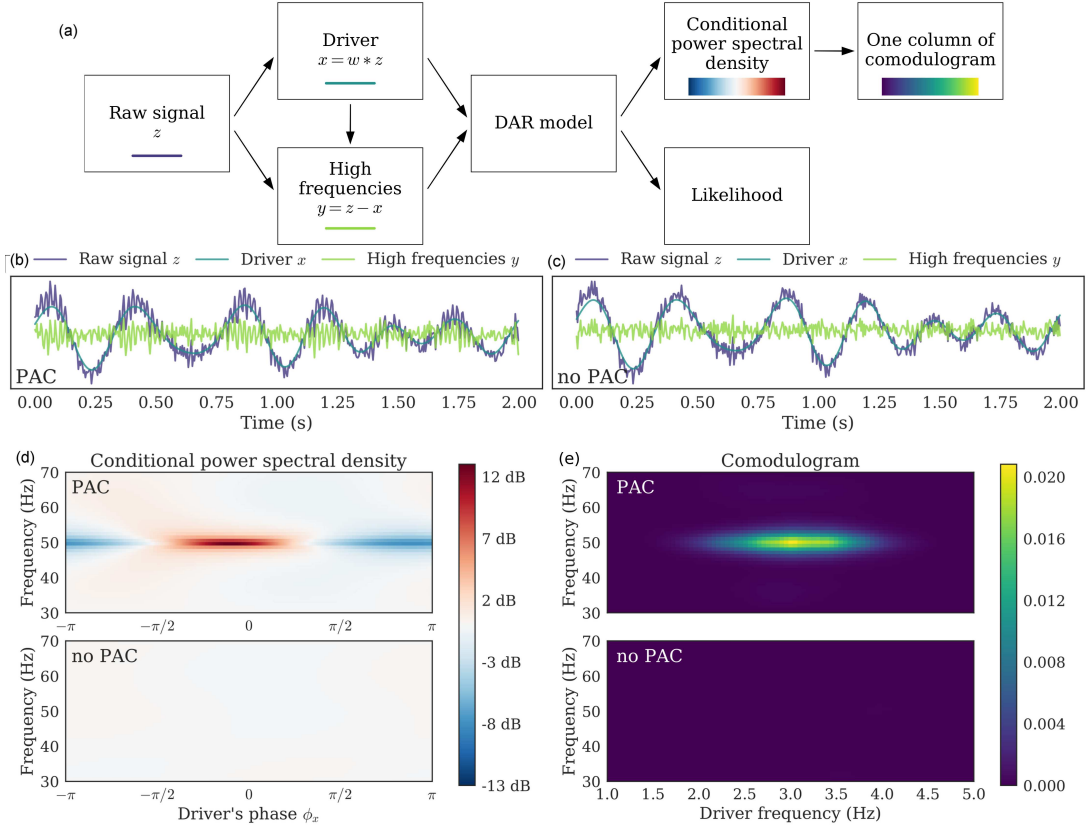 (a)
Raw signal
z
Driver
x = w * z
High
frequencies
y = z − x
DAR model
Conditional
power spectral
density
One column of
comodulogram
Likelihood
(b) Raw signal z Driver x High frequencies y
PAC
0.00 0.25 0.50 0.75 1.00 1.25 1.50 1.75 2.00
Time (s)
(c) Raw signal z Driver x High frequencies y
no PAC
0.00 0.25 0.50 0.75 1.00 1.25 1.50 1.75 2.00
Time (s)
(d)
Conditional power spectral density
PAC
Frequency (Hz)
70
60
50
40
30
−π −π/2 0 π/2 π
no PAC
Frequency (Hz)
70
60
50
40
30
−π −π/2 0 π/2 π
Driver's phase ϕx
12 dB
7 dB
2 dB
-3 dB
-8 dB
-13 dB
(e)
Comodulogram
PAC
Frequency (Hz)
70
60
50
40
30
no PAC
Frequency (Hz)
70
60
50
40
30
1.0 1.5 2.0 2.5 3.0 3.5 4.0 4.5 5.0
Driver frequency (Hz)
0.020
0.016
0.012
0.008
0.004
0.000